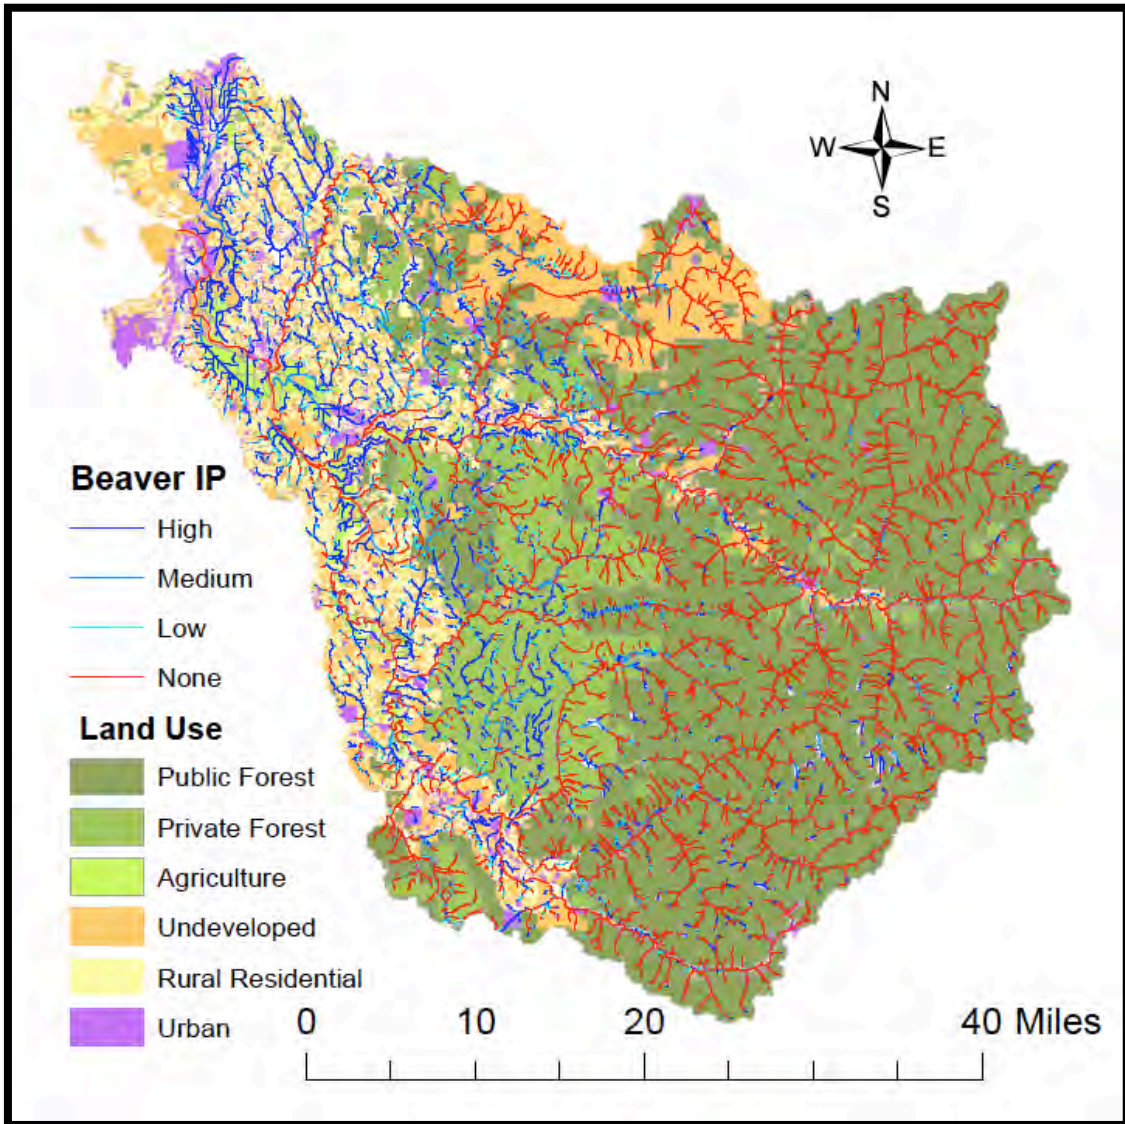 N
W E
S
Beaver IP
High
Medium
Low
None
Land Use
Public Forest
Private Forest
Agriculture
Undeveloped
Rural Residential
Urban
0 10 20 40 Miles